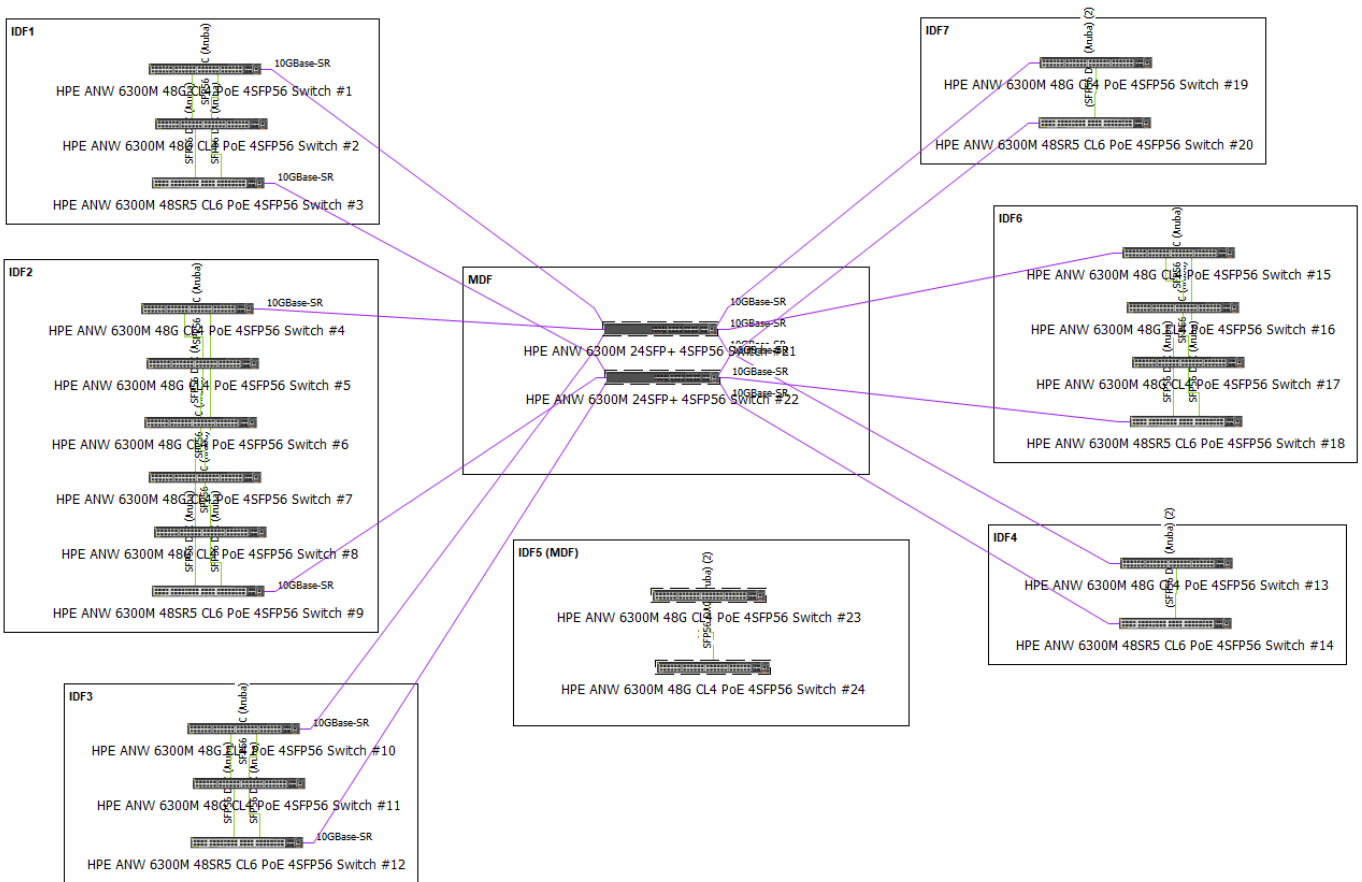 IDF1
10GBase-SR
HPE ANW 6300M 48G CL4 PoE 4SFP56 Switch #1
HPE ANW 6300M 48G CL4 PoE 4SFP56 Switch #2
10GBase-SR
HPE ANW 6300M 48SR5 CL6 PoE 4SFP56 Switch #3
IDF2
10GBase-SR
HPE ANW 6300M 48G CL4 PoE 4SFP56 Switch #4
HPE ANW 6300M 48G CL4 PoE 4SFP56 Switch #5
HPE ANW 6300M 48G CL4 PoE 4SFP56 Switch #6
HPE ANW 6300M 48G CL4 PoE 4SFP56 Switch #7
HPE ANW 6300M 48G CL4 PoE 4SFP56 Switch #8
10GBase-SR
HPE ANW 6300M 48SR5 CL6 PoE 4SFP56 Switch #9
IDF3
10GBase-SR
HPE ANW 6300M 48G CL4 PoE 4SFP56 Switch #10
HPE ANW 6300M 48G CL4 PoE 4SFP56 Switch #11
10GBase-SR
HPE ANW 6300M 48SR5 CL6 PoE 4SFP56 Switch #12
MDF
10GBase-SR
10GBase-SR
HPE ANW 6300M 24SFP+ 4SFP56 Switch #21
10GBase-SR
10GBase-SR
HPE ANW 6300M 24SFP+ 4SFP56 Switch #22
IDF5 (MDF)
HPE ANW 6300M 48G CL4 PoE 4SFP56 Switch #23
HPE ANW 6300M 48G CL4 PoE 4SFP56 Switch #24
IDF7
(Aruba) (2)
HPE ANW 6300M 48G CL4 PoE 4SFP56 Switch #19
HPE ANW 6300M 48SR5 CL6 PoE 4SFP56 Switch #20
IDF6
HPE ANW 6300M 48G CL4 PoE 4SFP56 Switch #15
HPE ANW 6300M 48G CL4 PoE 4SFP56 Switch #16
HPE ANW 6300M 48G CL4 PoE 4SFP56 Switch #17
HPE ANW 6300M 48SR5 CL6 PoE 4SFP56 Switch #18
IDF4
(Aruba) (2)
HPE ANW 6300M 48G CL4 PoE 4SFP56 Switch #13
HPE ANW 6300M 48SR5 CL6 PoE 4SFP56 Switch #14